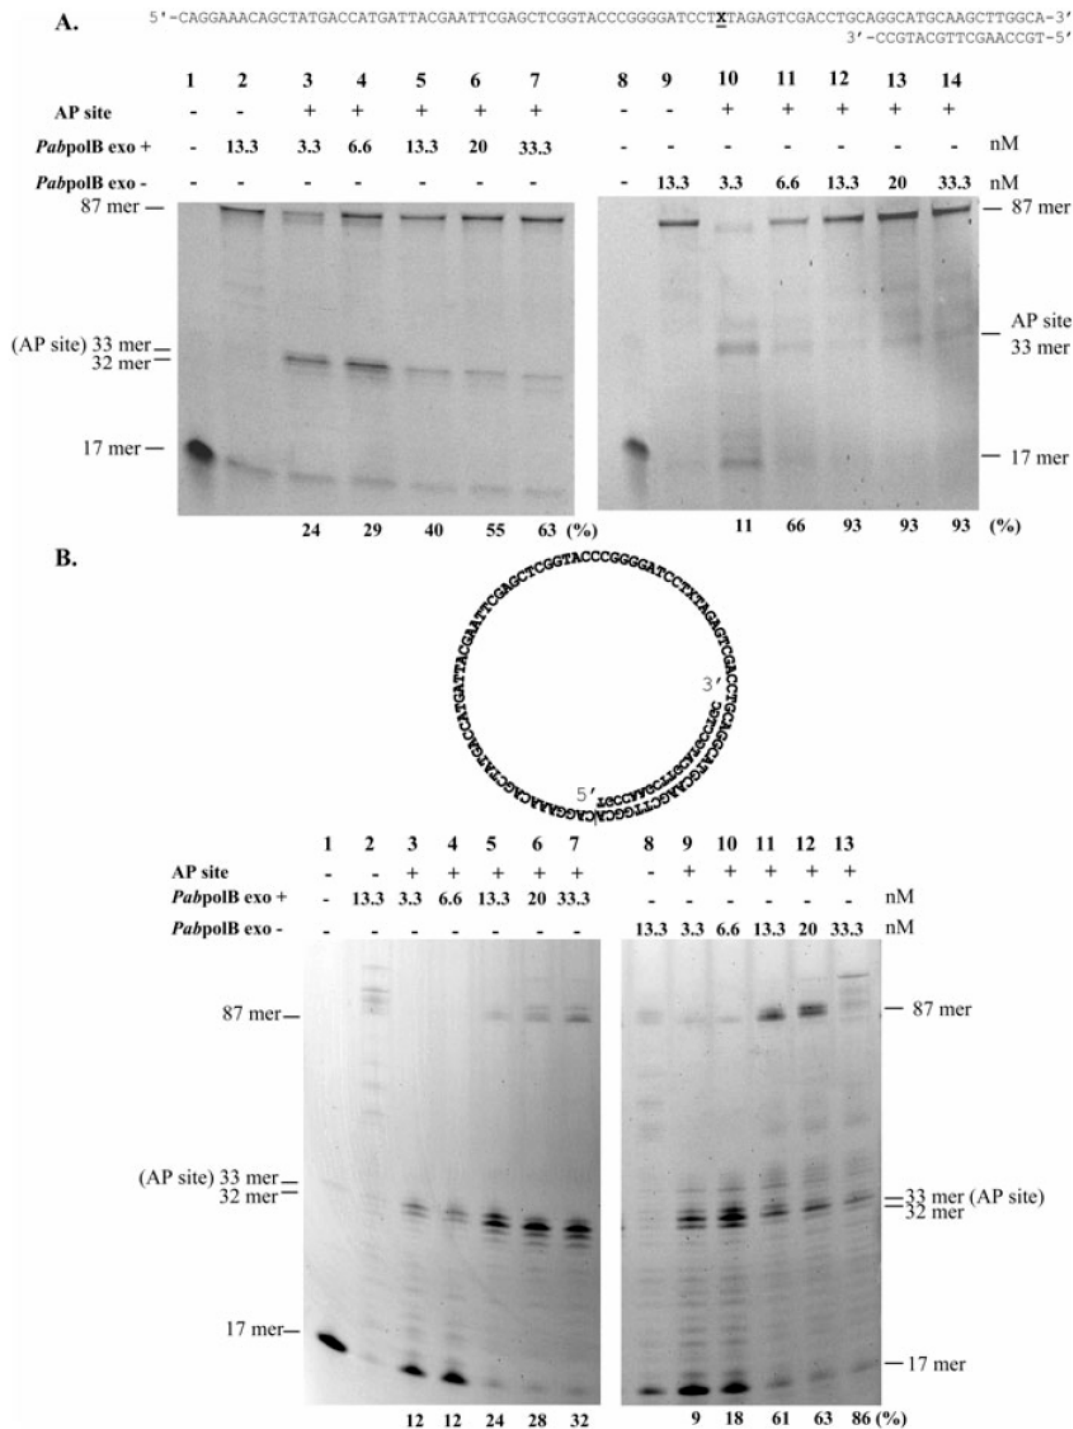 A.
5'-CAGGAAACAGCTATGACCATGATTACGAATTCGAGCTCGGTACCCGGGGATCCTXTAGAGTCGACCTGCAGGCATGCAAGCTTGGCA-3'
3'-CCGTACGTTCGAACCGT-5'
1 2 3 4 5 6 7 8 9 10 11 12 13 14
AP site - - + + + + + - - + + + + +
PabpolB exo + - 13.3 3.3 6.6 13.3 20 33.3 - - - - - - - nM
PabpolB exo - - - - - - - - - 13.3 3.3 6.6 13.3 20 33.3 nM
87 mer 87 mer
(AP site) 33 mer AP site
32 mer 33 mer
17 mer 17 mer
24 29 40 55 63 (%) 11 66 93 93 93 (%)
B.
CAGGAAACAGCTATGACCATGATTACGAATTCGAGCTCGGTACCCGGGGATCCTXTAGAGTCGACCTGCAGGCATGCAAGCTTGGCA
3'
5'
1 2 3 4 5 6 7 8 9 10 11 12 13
AP site - - + + + + + - + + + + +
PabpolB exo + - 13.3 3.3 6.6 13.3 20 33.3 - - - - - - nM
PabpolB exo - - - - - - - - 13.3 3.3 6.6 13.3 20 33.3 nM
87 mer 87 mer
(AP site) 33 mer 33 mer (AP site)
32 mer 32 mer
17 mer 17 mer
12 12 24 28 32 9 18 61 63 86 (%)